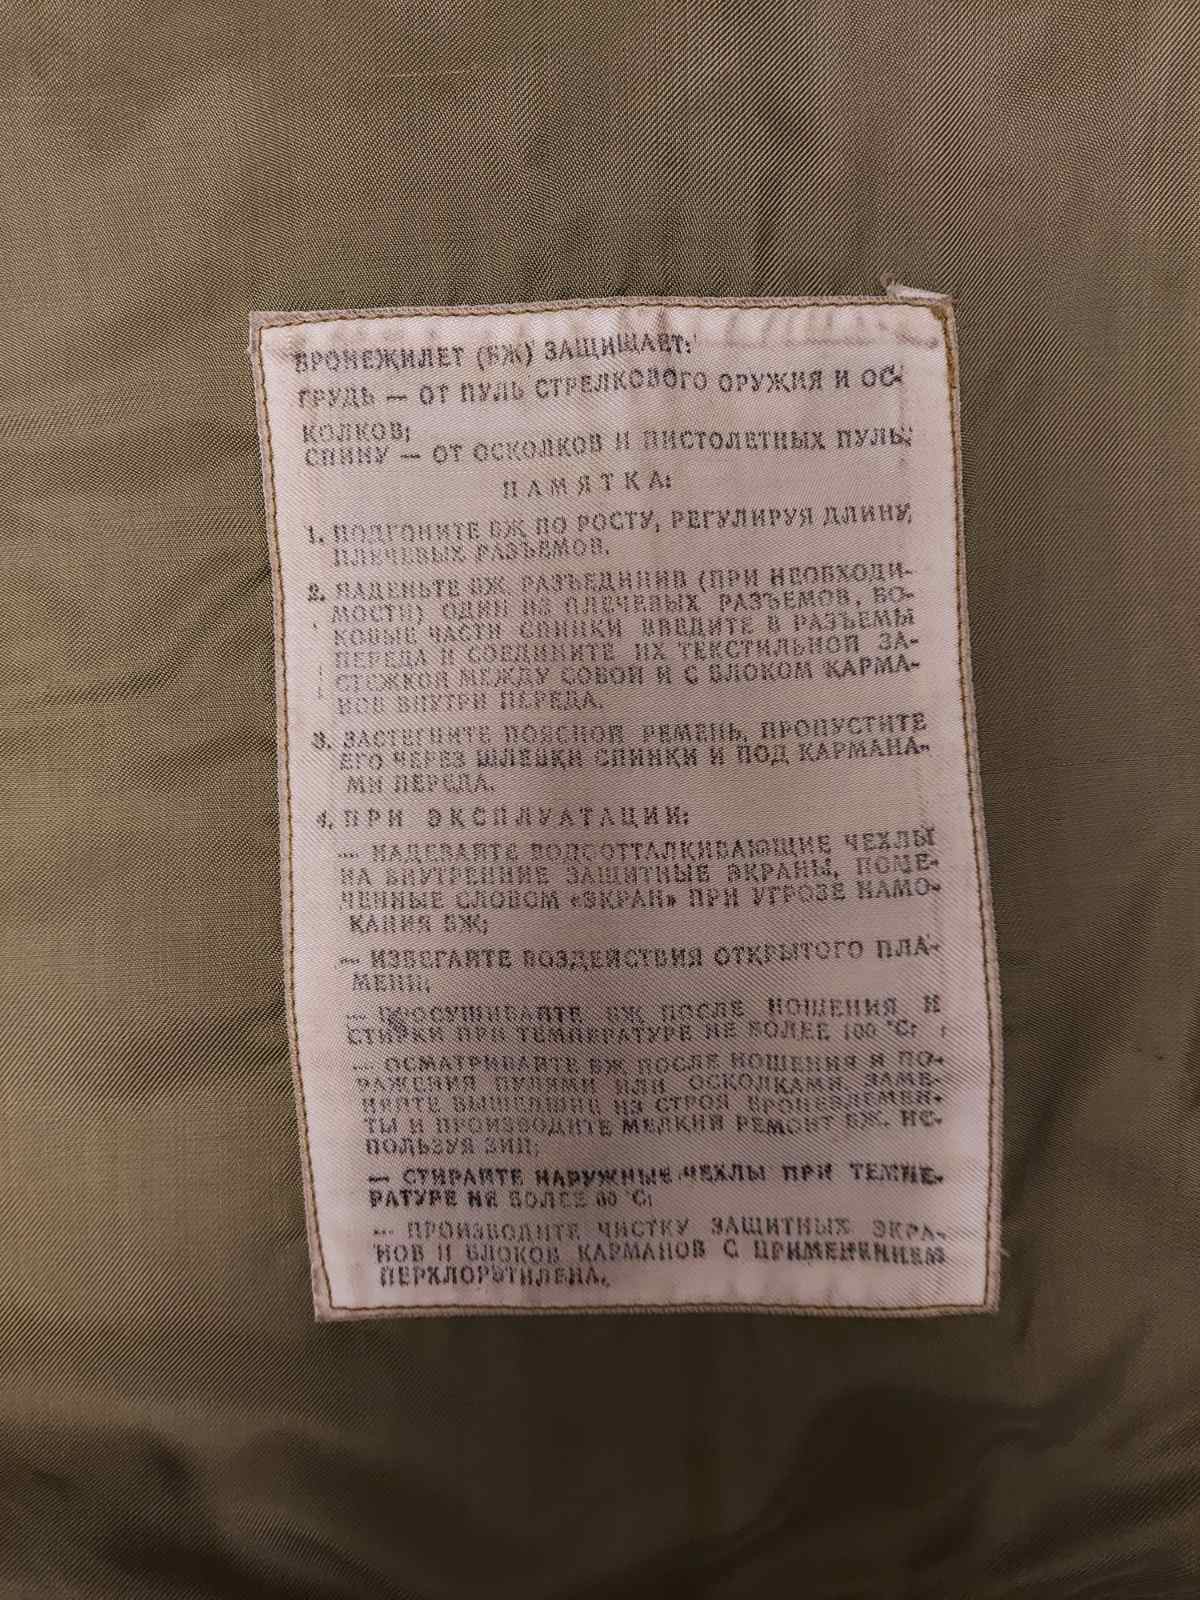 БРОНЕЖИЛЕТ (БЖ) ЗАЩИЩАЕТ:
ГРУДЬ — ОТ ПУЛЬ СТРЕЛКОВОГО ОРУЖИЯ И ОС-
КОЛКОВ;
СПИНУ — ОТ ОСКОЛКОВ И ПИСТОЛЕТНЫХ ПУЛЬ.
ПАМЯТКА:
1. ПОДГОНИТЕ БЖ ПО РОСТУ, РЕГУЛИРУЯ ДЛИНУ
ПЛЕЧЕВЫХ РАЗЪЕМОВ.
2. НАДЕНЬТЕ БЖ, РАЗЪЕДИНИВ (ПРИ НЕОБХОДИ-
МОСТИ) ОДИН ИЗ ПЛЕЧЕВЫХ РАЗЪЕМОВ, БО-
КОВЫЕ ЧАСТИ СПИНКИ ВВЕДИТЕ В РАЗЪЕМЫ
ПЕРЕДА И СОЕДИНИТЕ ИХ ТЕКСТИЛЬНОЙ ЗА-
СТЕЖКОЙ МЕЖДУ СОБОЙ И С БЛОКОМ КАРМА-
НОВ ВНУТРИ ПЕРЕДА.
3. ЗАСТЕГНИТЕ ПОЯСНОЙ РЕМЕНЬ, ПРОПУСТИТЕ
ЕГО ЧЕРЕЗ ШЛЕВКИ СПИНКИ И ПОД КАРМАНА-
МИ ПЕРЕДА.
4. ПРИ ЭКСПЛУАТАЦИИ:
— НАДЕВАЙТЕ ВОДООТТАЛКИВАЮЩИЕ ЧЕХЛЫ
НА ВНУТРЕННИЕ ЗАЩИТНЫЕ ЭКРАНЫ, ПОМЕ-
ЧЕННЫЕ СЛОВОМ «ЭКРАН» ПРИ УГРОЗЕ НАМО-
КАНИЯ БЖ;
— ИЗБЕГАЙТЕ ВОЗДЕЙСТВИЯ ОТКРЫТОГО ПЛА-
МЕНИ;
— ПРОСУШИВАЙТЕ БЖ ПОСЛЕ НОШЕНИЯ И
СТИРКИ ПРИ ТЕМПЕРАТУРЕ НЕ БОЛЕЕ 100 °С;
— ОСМАТРИВАЙТЕ БЖ ПОСЛЕ НОШЕНИЯ И ПО-
РАЖЕНИЯ ПУЛЯМИ ИЛИ ОСКОЛКАМИ, ЗАМЕ-
НЯЙТЕ ВЫШЕДШИЕ ИЗ СТРОЯ БРОНЕЭЛЕМЕН-
ТЫ И ПРОИЗВОДИТЕ МЕЛКИЙ РЕМОНТ БЖ, ИС-
ПОЛЬЗУЯ ЗИП;
— СТИРАЙТЕ НАРУЖНЫЕ ЧЕХЛЫ ПРИ ТЕМПЕ-
РАТУРЕ НЕ БОЛЕЕ 60 °С;
— ПРОИЗВОДИТЕ ЧИСТКУ ЗАЩИТНЫХ ЭКРА-
НОВ И БЛОКОВ КАРМАНОВ С ПРИМЕНЕНИЕМ
ПЕРХЛОРЭТИЛЕНА.